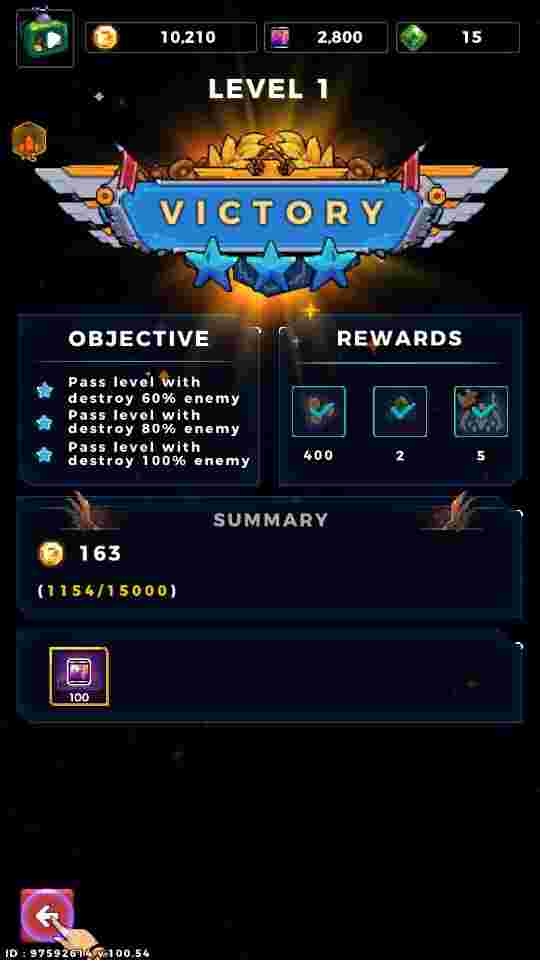 10,210
2,800
15
LEVEL 1
VICTORY
OBJECTIVE
Pass level with
destroy 60% enemy
Pass level with
destroy 80% enemy
Pass level with
destroy 100% enemy
REWARDS
400
2
5
SUMMARY
163
(1154/15000)
100